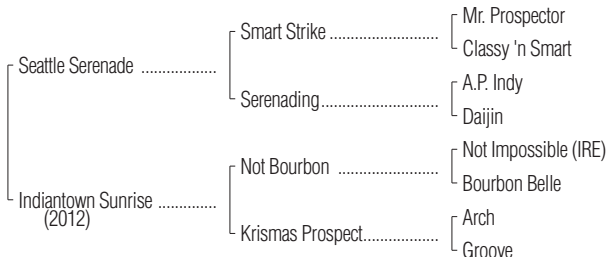 Mr. Prospector
Smart Strike ......................
Classy 'n Smart
Seattle Serenade ................
A.P. Indy
Serenading........................
Daijin
Not Impossible (IRE)
Not Bourbon .....................
Bourbon Belle
Indiantown Sunrise ............
(2012)
Arch
Krismas Prospect...............
Groove